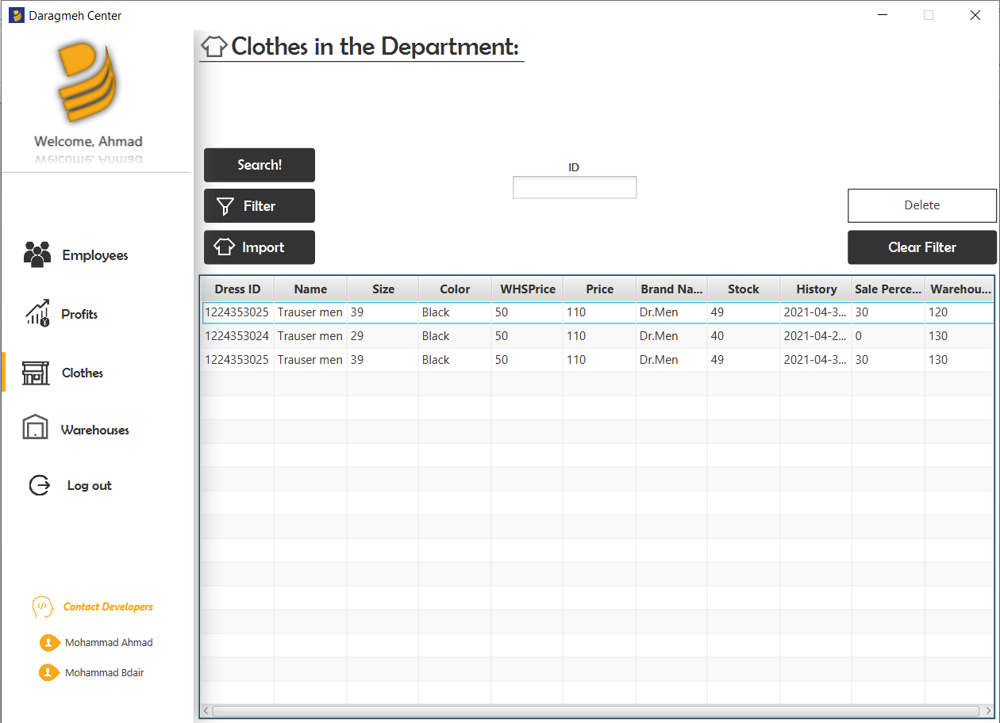 Daragmeh Center
Welcome, Ahmad
Employees
Profits
Clothes
Warehouses
Log out
Contact Developers
Mohammad Ahmad
Mohammad Bdair
Clothes in the Department:
Search!
Filter
Import
ID
Delete
Clear Filter
Dress ID Name Size Color WHSPrice Price Brand Na... Stock History Sale Perce... Warehou...
1224353025 Trauser men 39 Black 50 110 Dr.Men 49 2021-04-3... 30 120
1224353024 Trauser men 29 Black 50 110 Dr.Men 40 2021-04-2... 0 130
1224353025 Trauser men 39 Black 50 110 Dr.Men 49 2021-04-3... 30 130